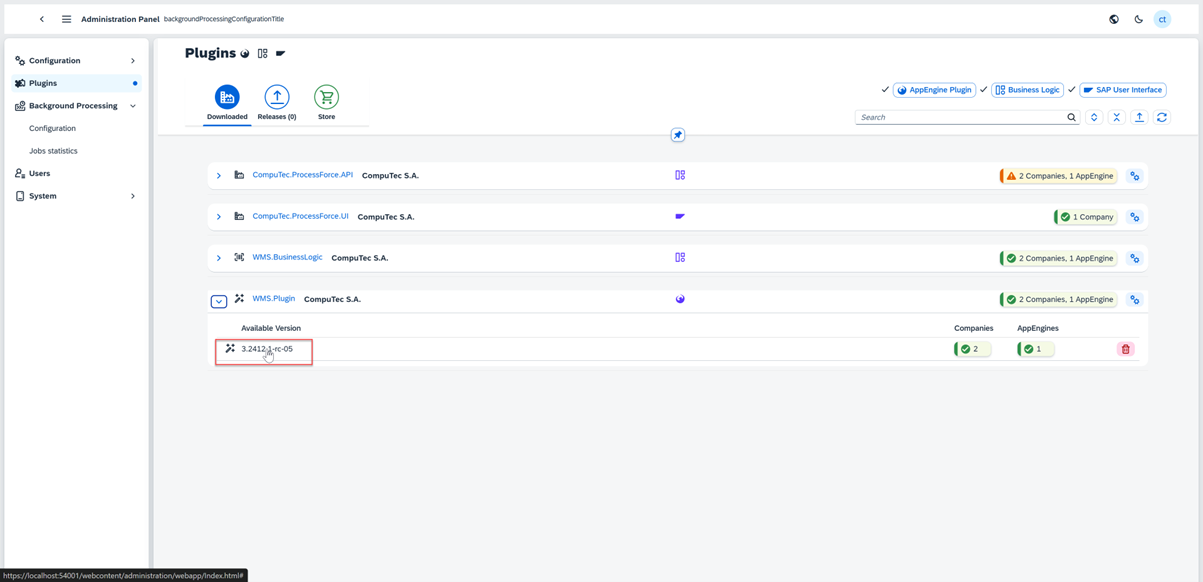 Administration Panel backgroundProcessingConfigurationTitle
ct
Configuration
Plugins
Background Processing
Configuration
Jobs statistics
Users
System
Plugins
Downloaded
Releases (0)
Store
AppEngine Plugin
Business Logic
SAP User Interface
Search
CompuTec.ProcessForce.API CompuTec S.A. 2 Companies, 1 AppEngine
CompuTec.ProcessForce.UI CompuTec S.A. 1 Company
WMS.BusinessLogic CompuTec S.A. 2 Companies, 1 AppEngine
WMS.Plugin CompuTec S.A. 2 Companies, 1 AppEngine
Available Version Companies AppEngines
3.2412.1-rc-05 2 1
https://localhost:54001/webcontent/administration/webapp/Index.html#